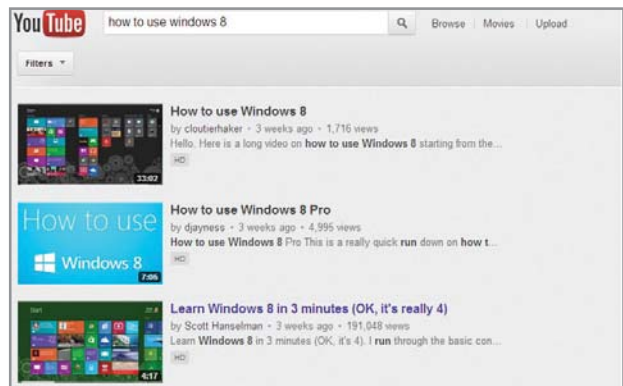 YouTube how to use windows 8 Browse Movies Upload
Filters
How to use Windows 8
by cloutierhaker • 3 weeks ago • 1,716 views
Hello, Here is a long video on how to use Windows 8 starting from the...
HD
Start
33:02
How to use Windows 8 Pro
by djayness • 3 weeks ago • 4,995 views
How to use Windows 8 Pro This is a really quick run down on how t...
HD
How to use
Windows 8
7:05
Learn Windows 8 in 3 minutes (OK, it's really 4)
by Scott Hanselman • 3 weeks ago • 191,048 views
Learn Windows 8 in 3 minutes (OK, it's 4). I run through the basic con...
HD
Start
4:17